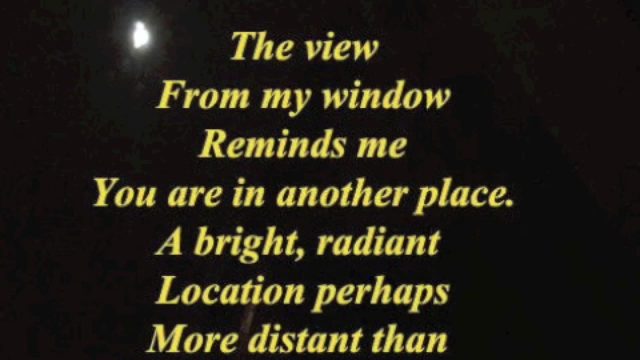 The view
From my window
Reminds me
You are in another place.
A bright, radiant
Location perhaps
More distant than